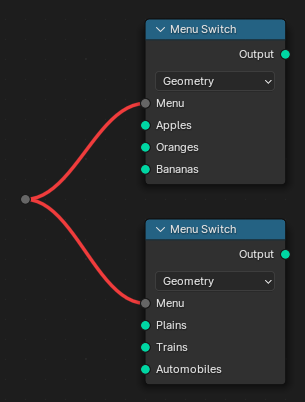 Menu Switch
Output
Geometry
Menu
Apples
Oranges
Bananas
Menu Switch
Output
Geometry
Menu
Plains
Trains
Automobiles